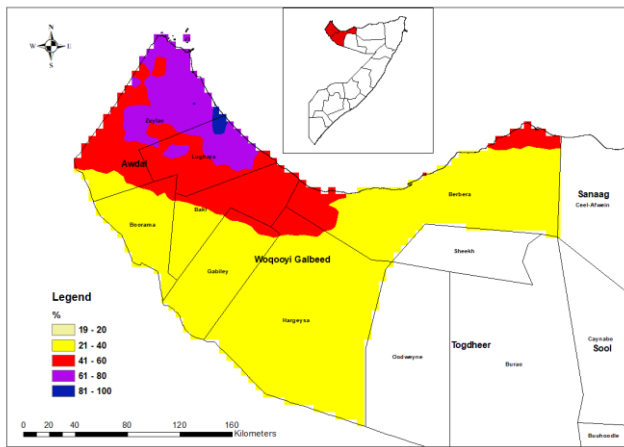 N
W E
S
Zeylac
Lughaye
Awdal
Boorama
Baki
Gabiley
Woqooyi Galbeed
Hargeysa
Berbera
Sheekh
Sanaag
Ceel-Afwein
Oodweyne
Togdheer
Burao
Caynabo
Sool
Buuhoodle
Legend
%
19 - 20
21 - 40
41 - 60
61 - 80
81 - 100
0 20 40 80 120 160
Kilometers